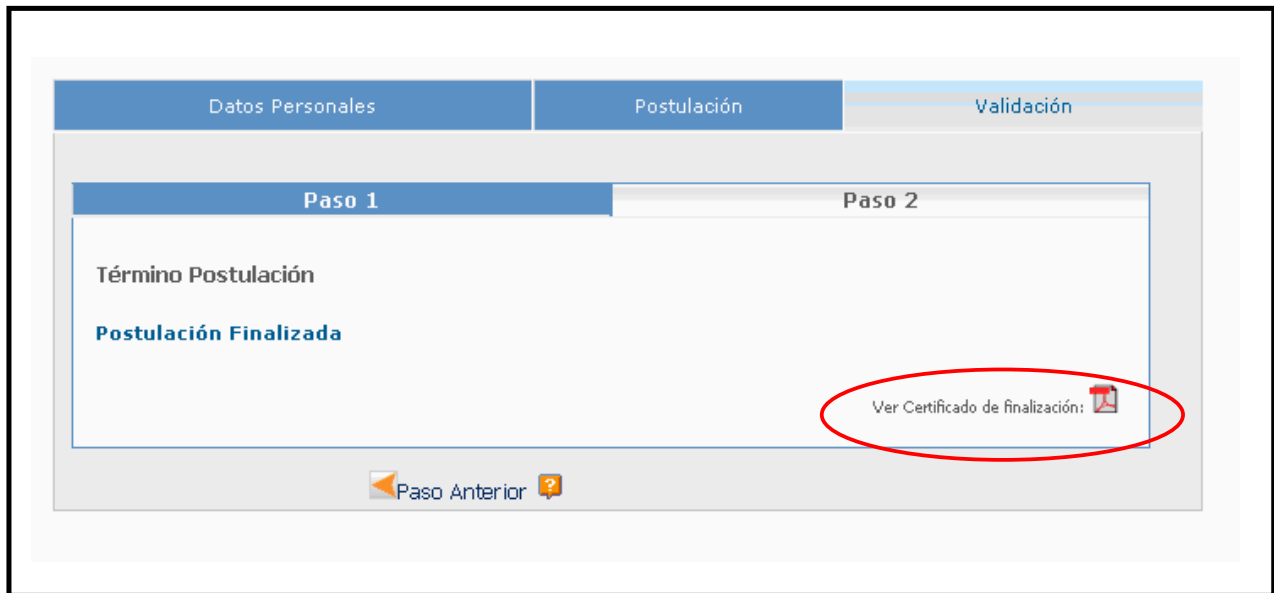 Datos Personales
Postulación
Validación
Paso 1
Paso 2
Término Postulación
Postulación Finalizada
Ver Certificado de finalización:
Paso Anterior ?